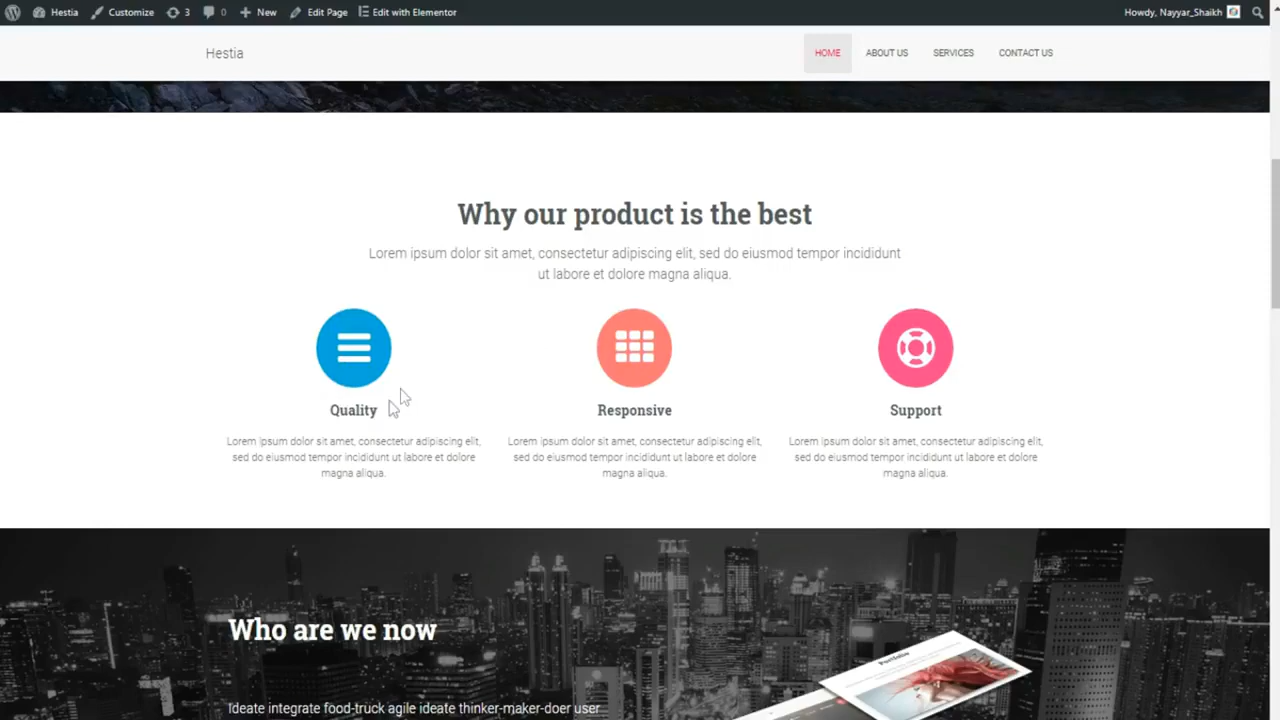 Hestia Customize 3 0 New Edit Page Edit with Elementor Howdy, Nayyar_Shaikh
Hestia HOME ABOUT US SERVICES CONTACT US
Why our product is the best
Lorem ipsum dolor sit amet, consectetur adipiscing elit, sed do eiusmod tempor incididunt
ut labore et dolore magna aliqua.
Quality Responsive Support
Lorem ipsum dolor sit amet, consectetur adipiscing elit, Lorem ipsum dolor sit amet, consectetur adipiscing elit, Lorem ipsum dolor sit amet, consectetur adipiscing elit,
sed do eiusmod tempor incididunt ut labore et dolore sed do eiusmod tempor incididunt ut labore et dolore sed do eiusmod tempor incididunt ut labore et dolore
magna aliqua. magna aliqua. magna aliqua.
Who are we now
Portfolio
Ideate integrate food-truck agile ideate thinker-maker-doer user